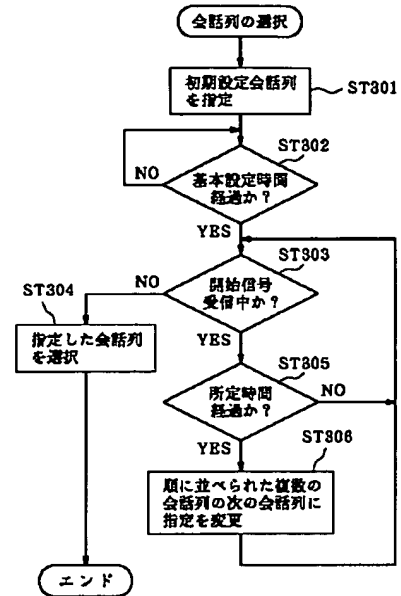 会話列の選択
初期設定会話列
を指定
ST301
ST302
NO
基本設定時間
経過か?
YES
ST303
NO
開始信号
受信中か?
ST304
指定した会話列
を選択
YES
ST305
所定時間
経過か?
NO
YES
ST306
順に並べられた複数の
会話列の次の会話列に
指定を変更
エンド